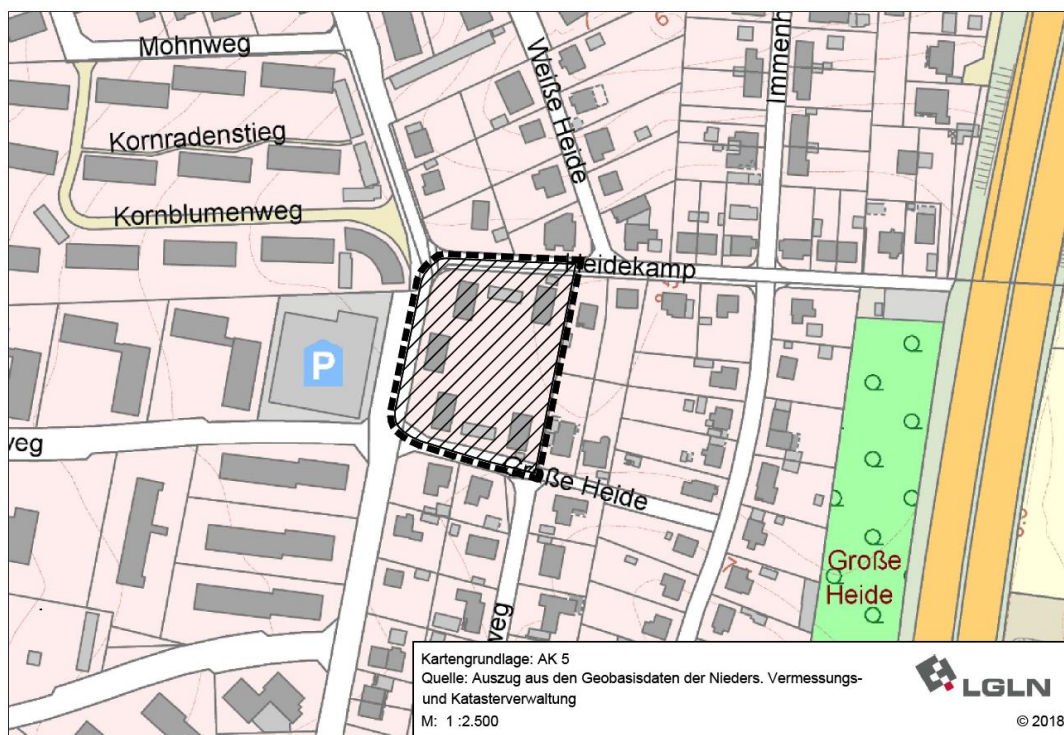 Mohnweg
Kornradenstieg
Kornblumenweg
Weiße Heide
Immenh
Heidekamp
P
weg
Große Heide
weg
Große
Heide
Kartengrundlage: AK 5
Quelle: Auszug aus den Geobasisdaten der Nieders. Vermessungs-
und Katasterverwaltung
M: 1 :2.500
LGLN
© 2018